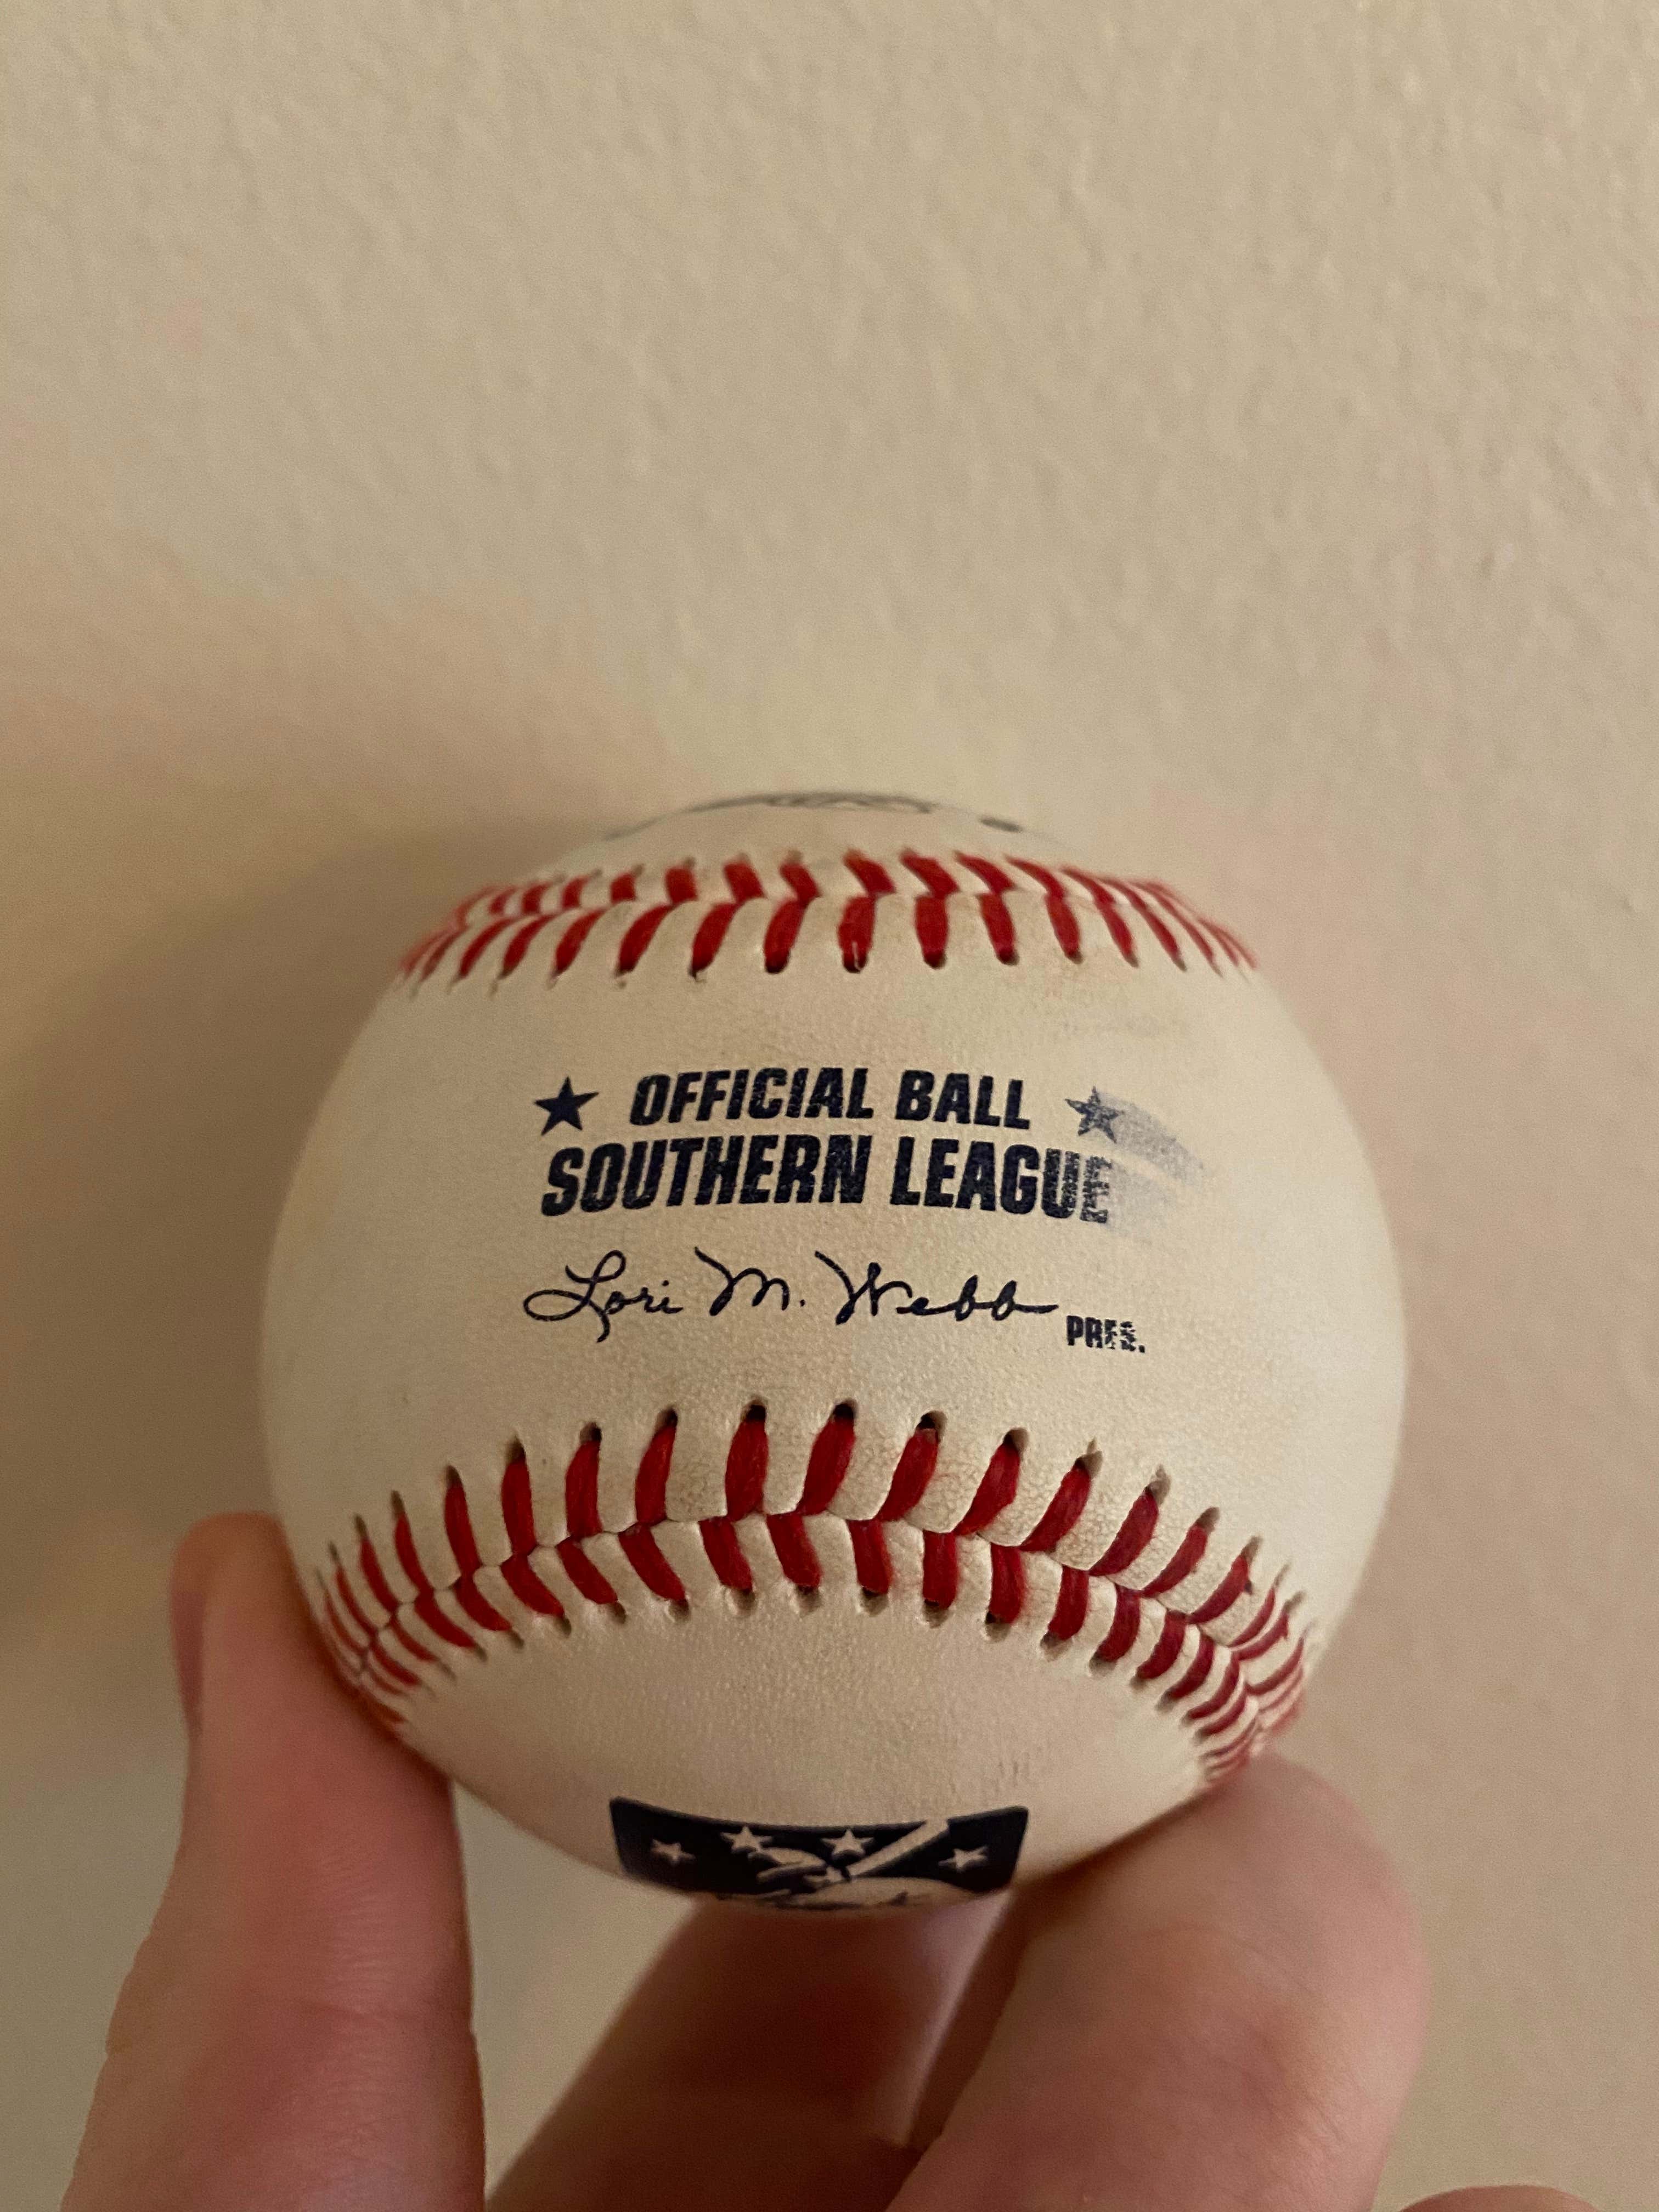 ★ OFFICIAL BALL ★
SOUTHERN LEAGUE
Lori M. Webb PRES.